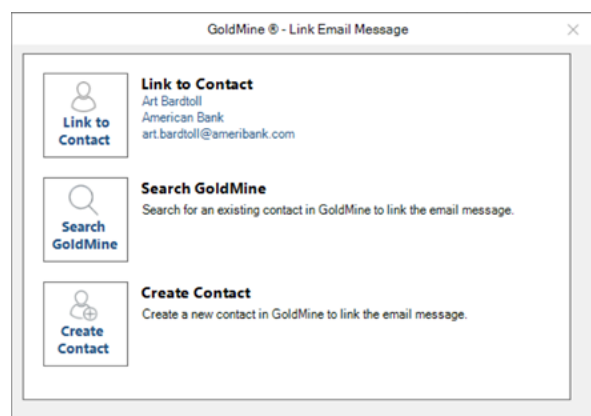 GoldMine ® - Link Email Message
Link to Contact
Link to Contact
Art Bardtoll
American Bank
art.bardtoll@ameribank.com
Search GoldMine
Search GoldMine
Search for an existing contact in GoldMine to link the email message.
Create Contact
Create Contact
Create a new contact in GoldMine to link the email message.